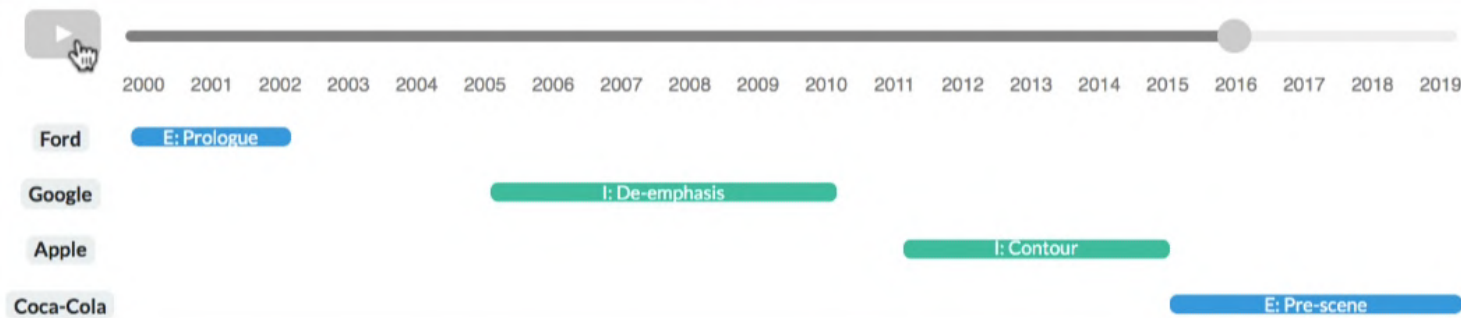 2000 2001 2002 2003 2004 2005 2006 2007 2008 2009 2010 2011 2012 2013 2014 2015 2016 2017 2018 2019
Ford E: Prologue
Google I: De-emphasis
Apple I: Contour
Coca-Cola E: Pre-scene